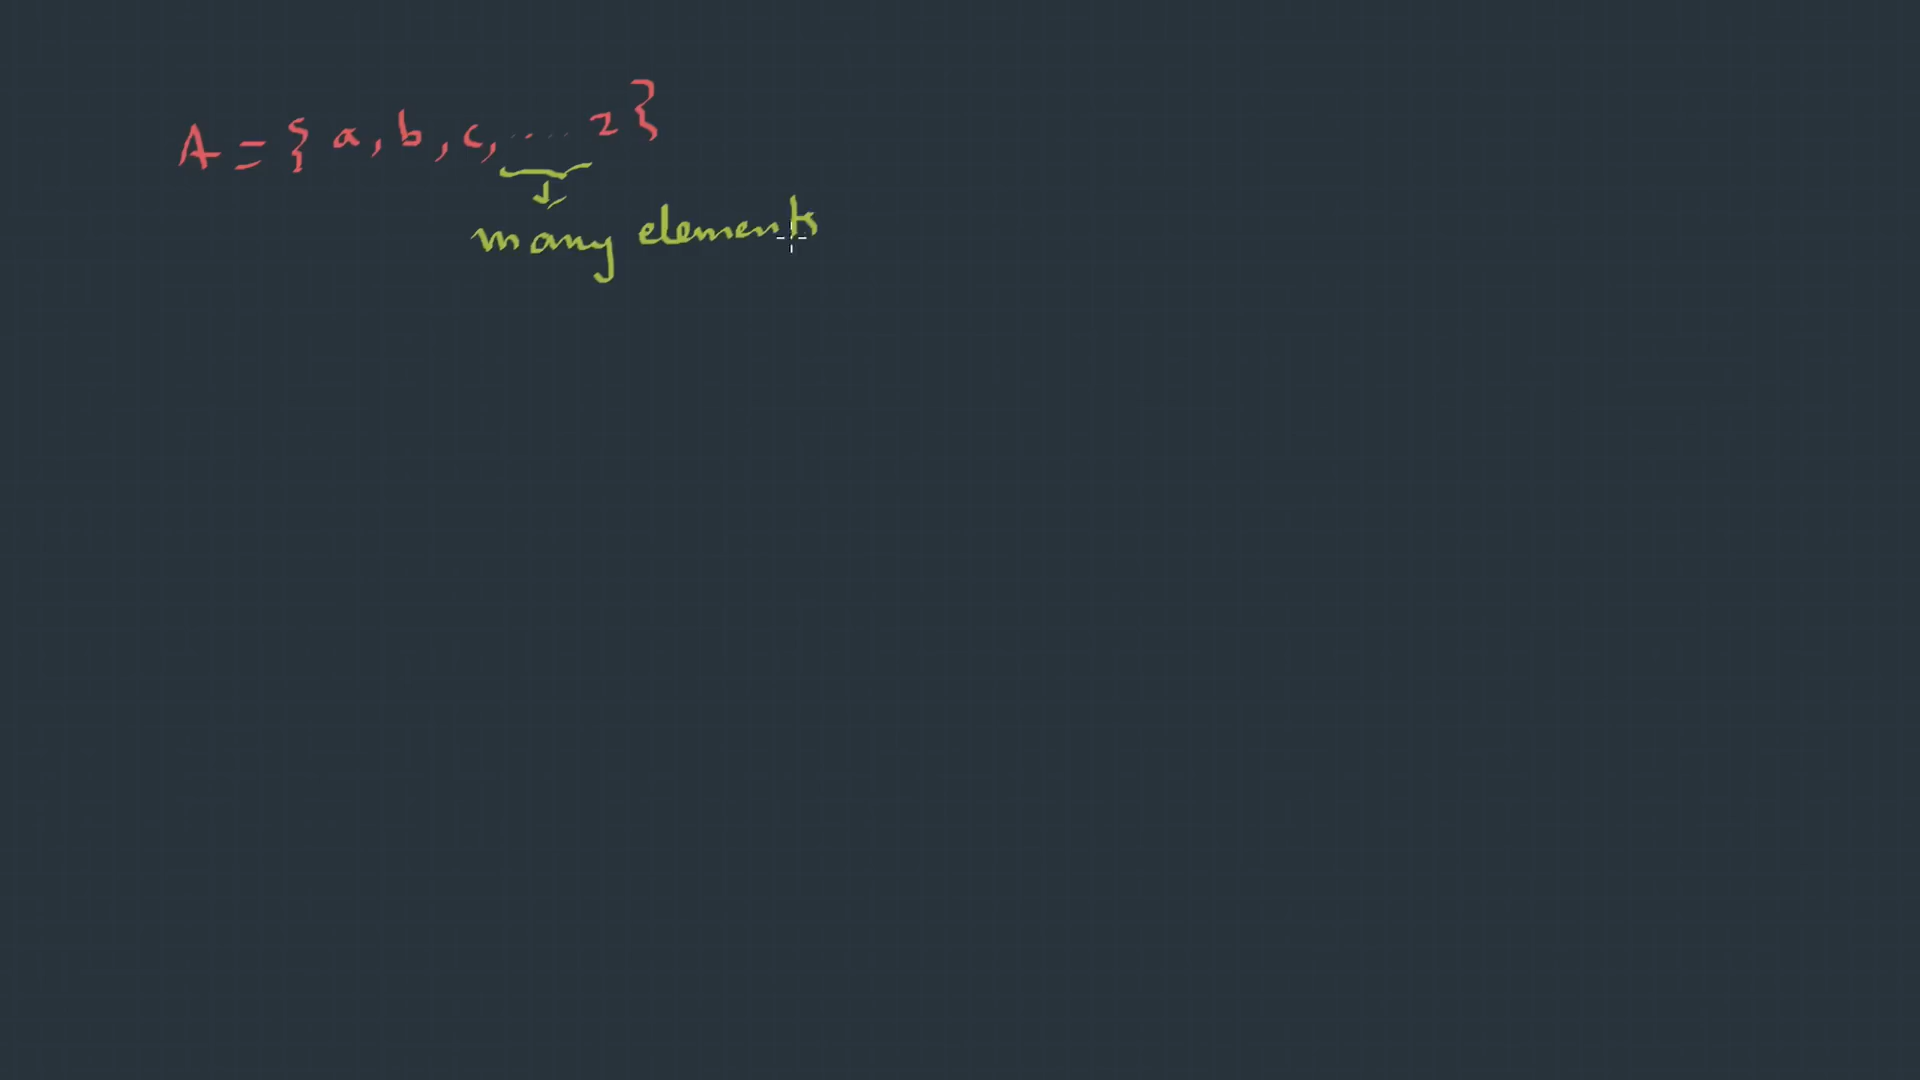 A = { a, b, c, .... z }
many elements